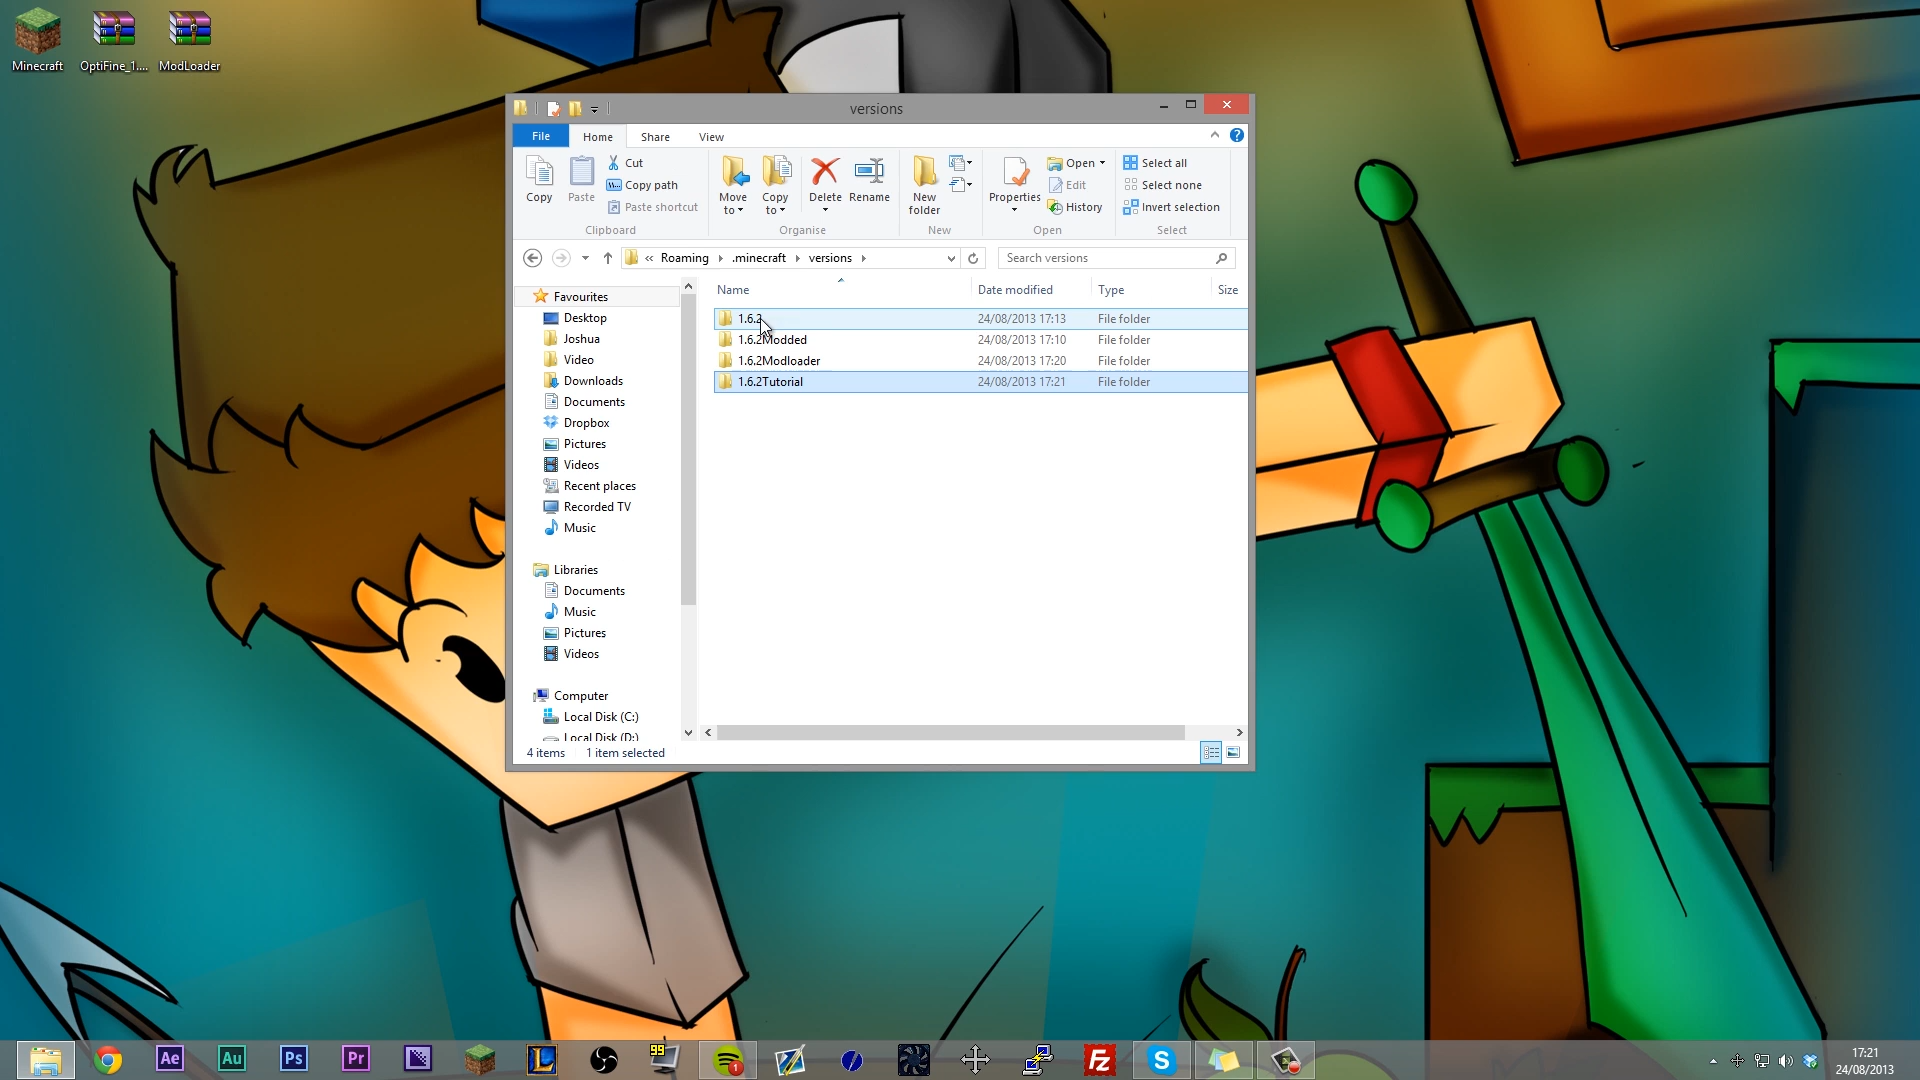 Minecraft
OptiFine_1....
ModLoader
versions
File
Home
Share
View
Copy
Paste
Cut
Copy path
Paste shortcut
Clipboard
Move to
Copy to
Delete
Rename
Organise
New folder
New
Properties
Open
Edit
History
Open
Select all
Select none
Invert selection
Select
« Roaming
.minecraft
versions
Search versions
Name
Date modified
Type
Size
1.6.2 24/08/2013 17:13 File folder
1.6.2Modded 24/08/2013 17:10 File folder
1.6.2Modloader 24/08/2013 17:20 File folder
1.6.2Tutorial 24/08/2013 17:21 File folder
Favourites
Desktop
Joshua
Video
Downloads
Documents
Dropbox
Pictures
Videos
Recent places
Recorded TV
Music
Libraries
Documents
Music
Pictures
Videos
Computer
Local Disk (C:)
Local Disk (D:)
4 items
1 item selected
Ae
Au
Ps
Pr
L
99
1
FZ
S
17:21
24/08/2013